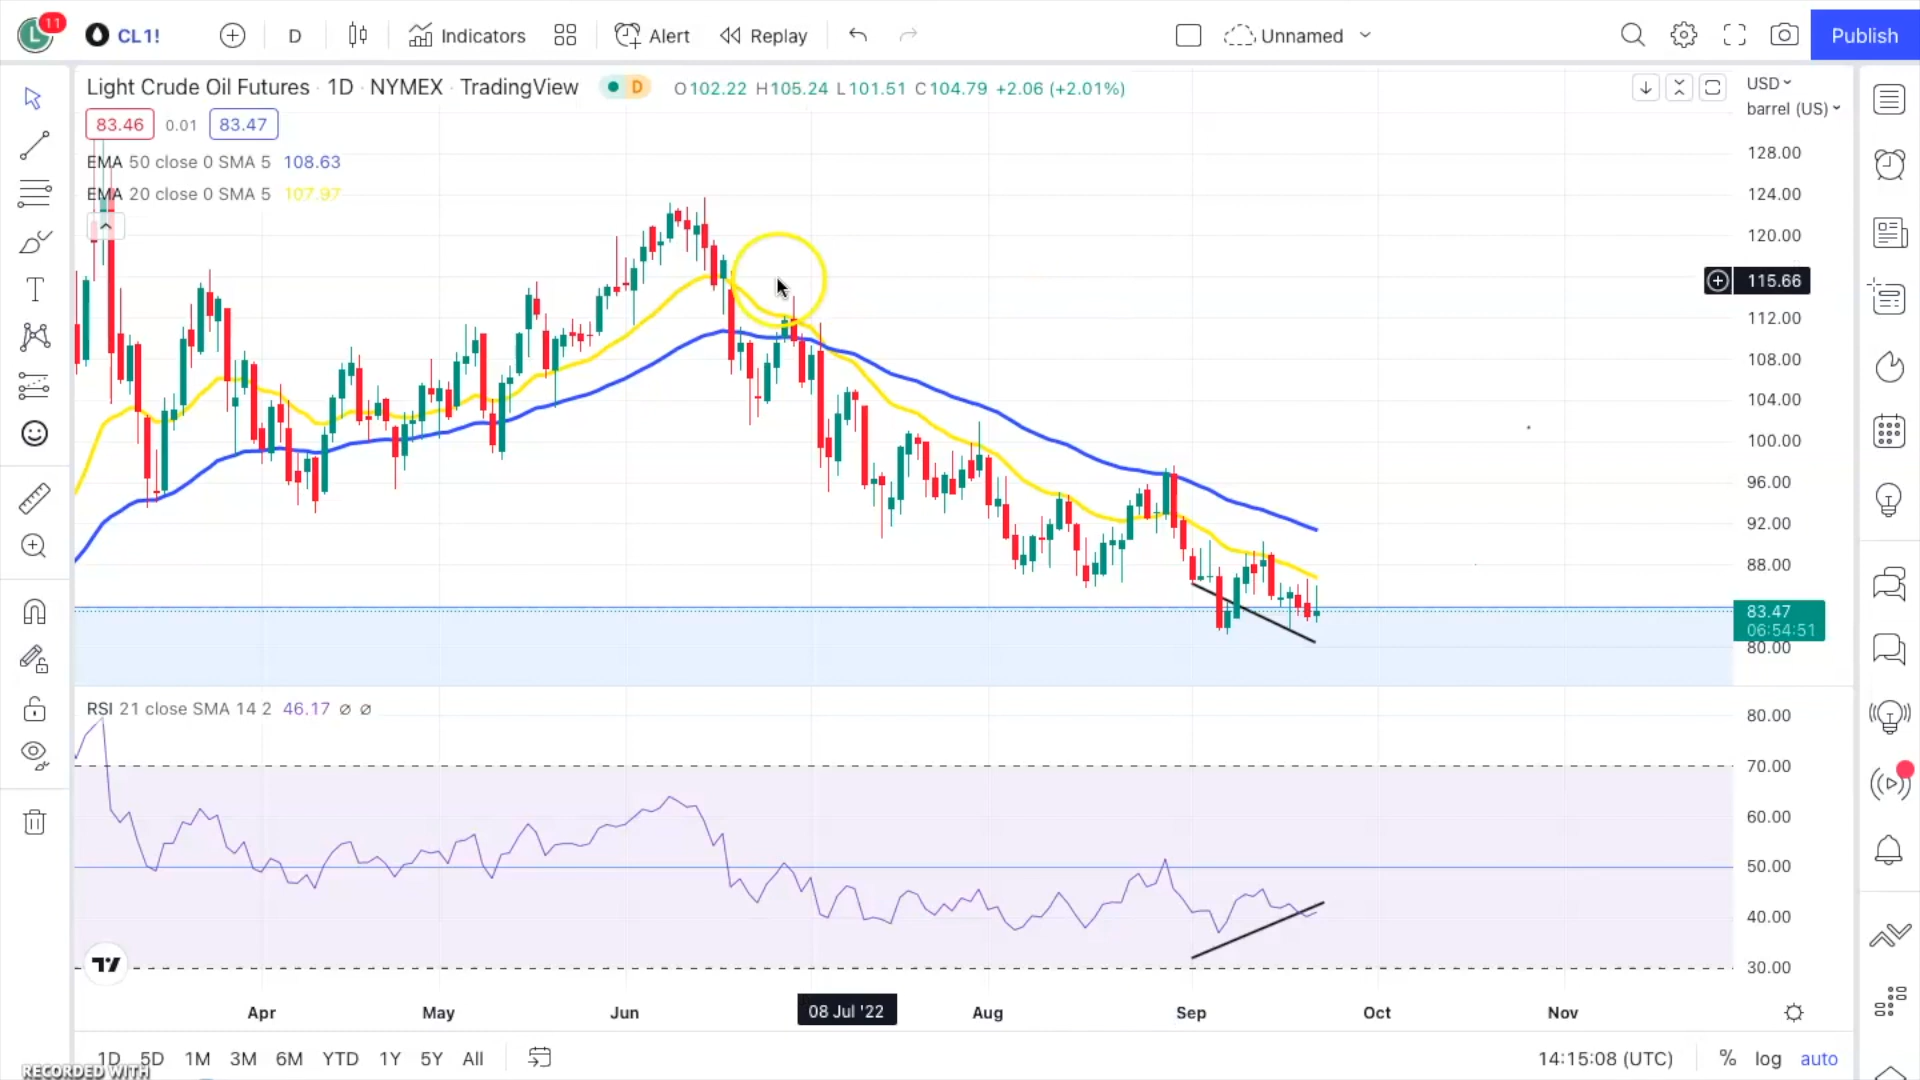 L 11 CL1! D Indicators Alert Replay Unnamed Publish
Light Crude Oil Futures · 1D · NYMEX · TradingView D O102.22 H105.24 L101.51 C104.79 +2.06 (+2.01%)
USD
barrel (US)
83.46 0.01 83.47
EMA 50 close 0 SMA 5 108.63
EMA 20 close 0 SMA 5 107.97
128.00
124.00
120.00
115.66
112.00
108.00
104.00
100.00
96.00
92.00
88.00
83.47
06:54:51
80.00
RSI 21 close SMA 14 2 46.17 ∅ ∅
80.00
70.00
60.00
50.00
40.00
30.00
Apr May Jun 08 Jul '22 Aug Sep Oct Nov
1D 5D 1M 3M 6M YTD 1Y 5Y All 14:15:08 (UTC) % log auto
RECORDED WITH